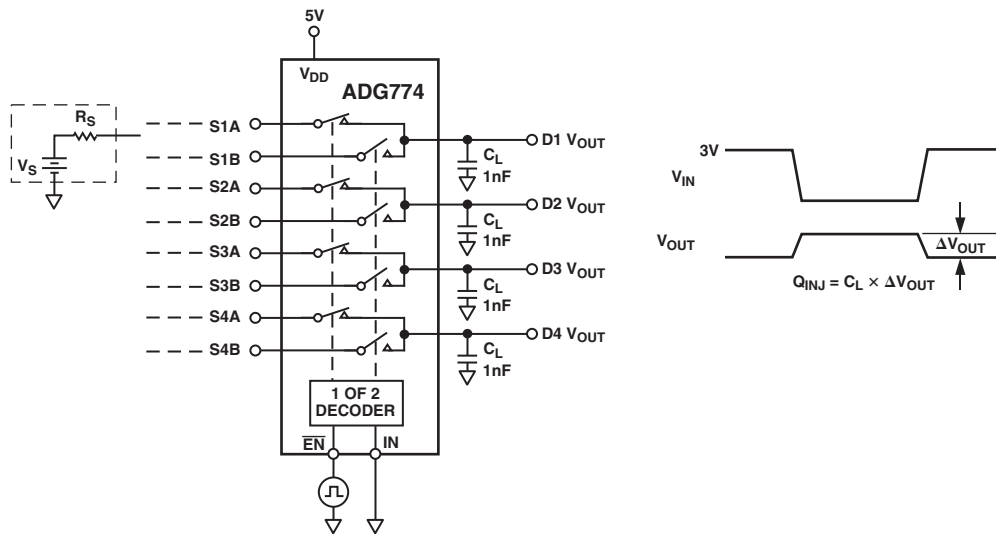 5V
VDD
ADG774
RS
VS
S1A
S1B
S2A
S2B
S3A
S3B
S4A
S4B
D1 VOUT
CL
1nF
D2 VOUT
CL
1nF
D3 VOUT
CL
1nF
D4 VOUT
CL
1nF
1 OF 2
DECODER
EN
IN
3V
VIN
VOUT
ΔVOUT
QINJ = CL × ΔVOUT